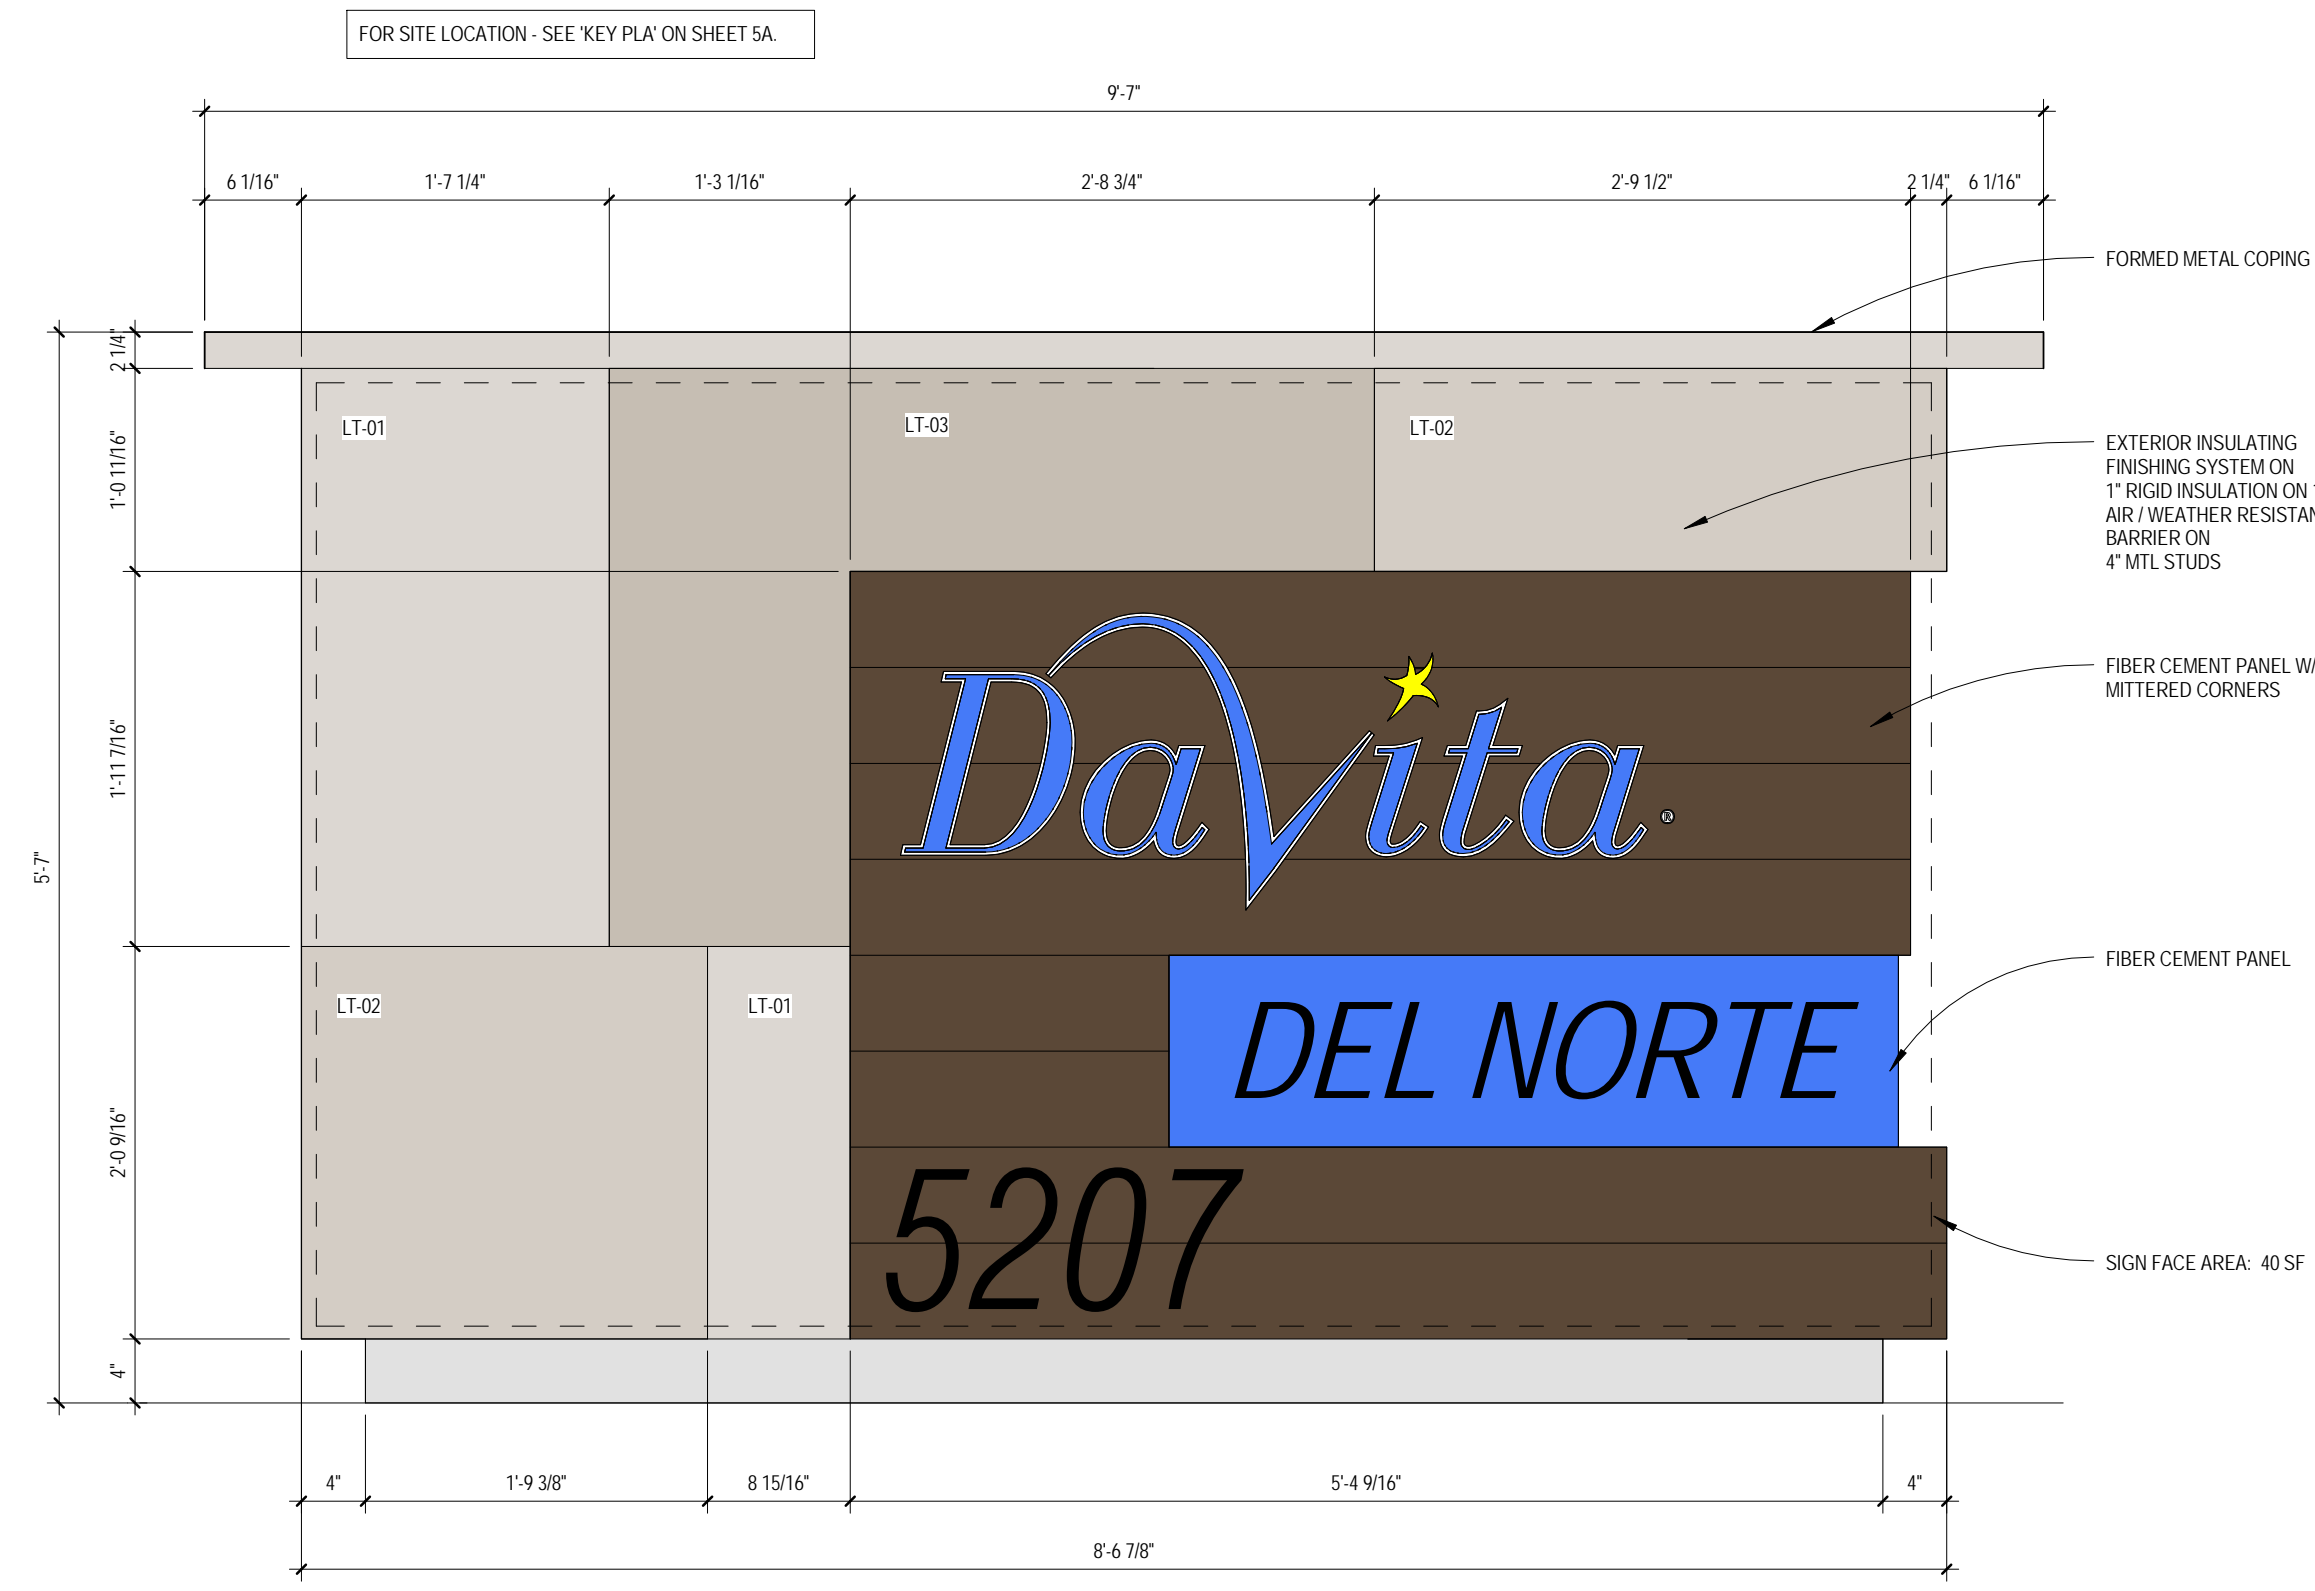 FOR SITE LOCATION - SEE 'KEY PLA' ON SHEET 5A.
9'-7"
6 1/16" 1'-7 1/4" 1'-3 1/16" 2'-8 3/4" 2'-9 1/2" 2 1/4" 6 1/16"
FORMED METAL COPING
2 1/4"
LT-01
LT-03
LT-02
1'-0 11/16"
EXTERIOR INSULATING
FINISHING SYSTEM ON
1" RIGID INSULATION ON
AIR / WEATHER
BARRIER ON
4" MTL STUDS
FIBER CEMENT PANEL W/
MITTERED CORNERS
1'-11 7/16"
DaVita®
5'-7"
FIBER CEMENT PANEL
LT-02
LT-01
DEL NORTE
2'-0 9/16"
5207
SIGN FACE AREA: 40 SF
4"
4" 1'-9 3/8" 8 15/16" 5'-4 9/16" 4"
8'-6 7/8"